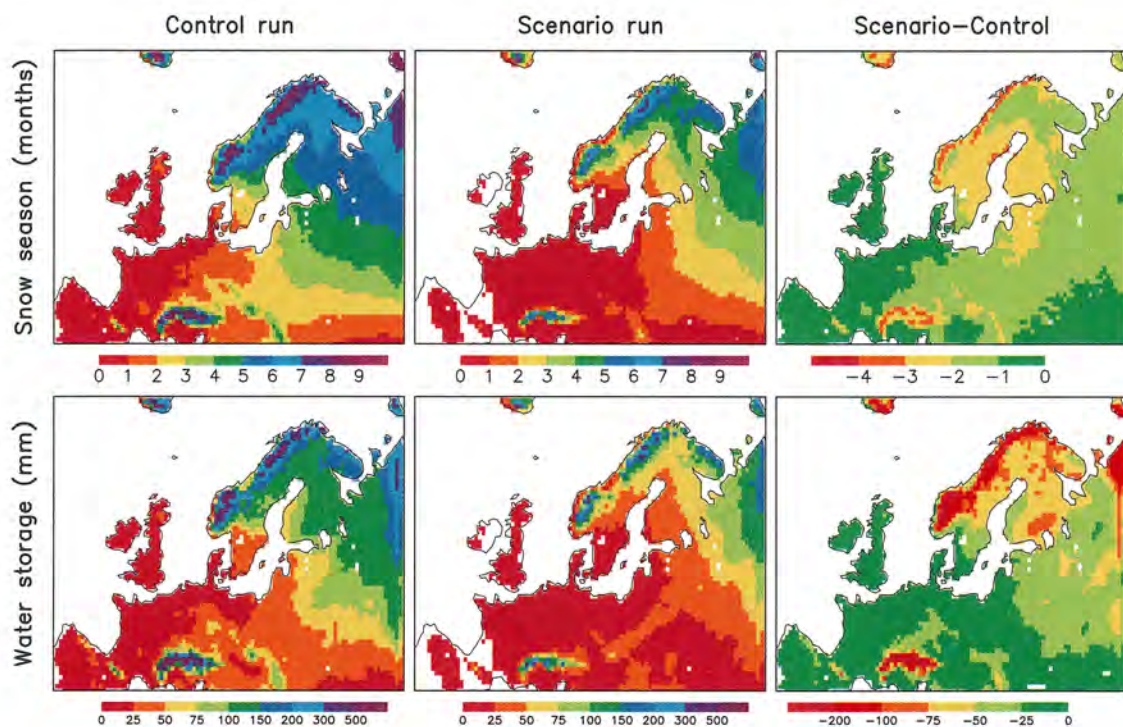 Control run
Scenario run
Scenario−Control
Snow season (months)
0 1 2 3 4 5 6 7 8 9
0 1 2 3 4 5 6 7 8 9
−4 −3 −2 −1 0
Water storage (mm)
0 25 50 75 100 150 200 300 500
0 25 50 75 100 150 200 300 500
−200 −100 −75 −50 −25